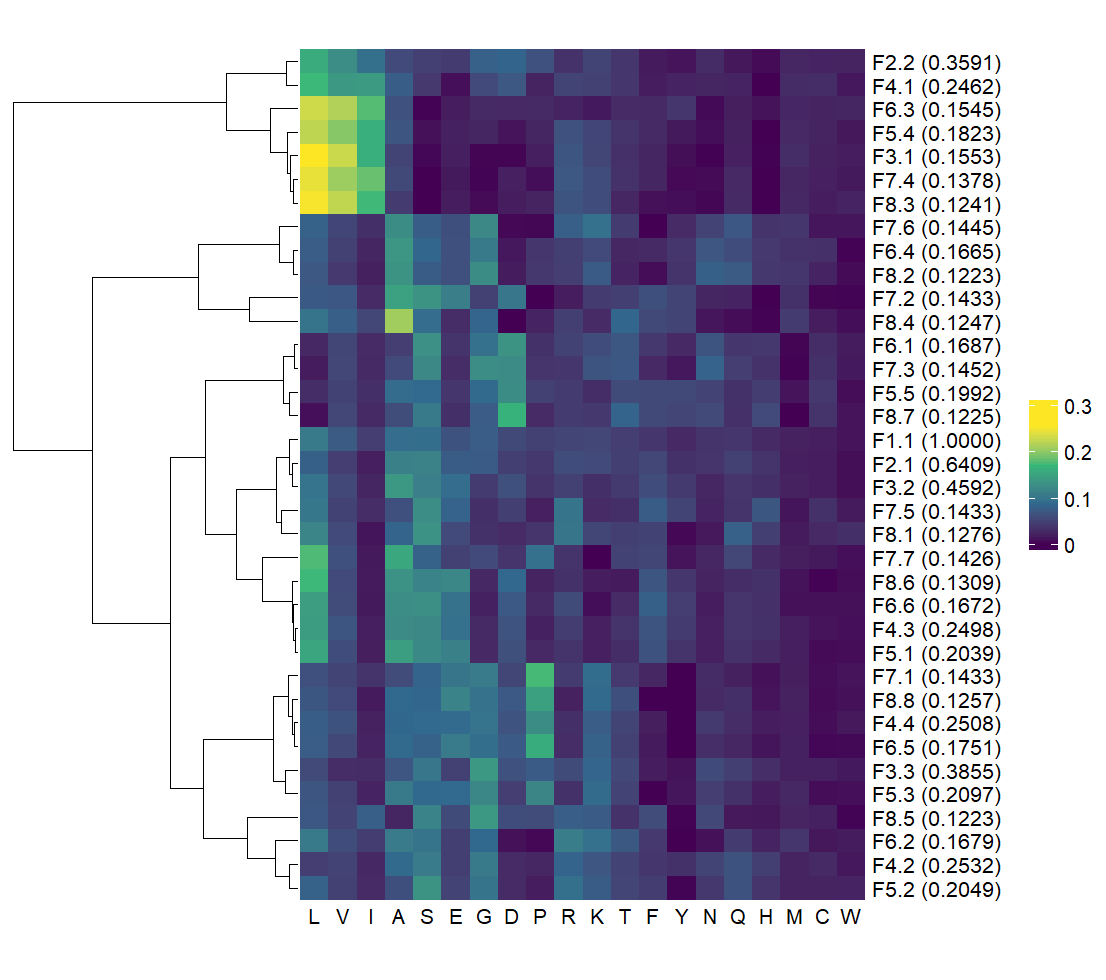 F2.2 (0.3591)
F4.1 (0.2462)
F6.3 (0.1545)
F5.4 (0.1823)
F3.1 (0.1553)
F7.4 (0.1378)
F8.3 (0.1241)
F7.6 (0.1445)
F6.4 (0.1665)
F8.2 (0.1223)
F7.2 (0.1433)
F8.4 (0.1247)
F6.1 (0.1687)
F7.3 (0.1452)
F5.5 (0.1992)
F8.7 (0.1225)
F1.1 (1.0000)
F2.1 (0.6409)
F3.2 (0.4592)
F7.5 (0.1433)
F8.1 (0.1276)
F7.7 (0.1426)
F8.6 (0.1309)
F6.6 (0.1672)
F4.3 (0.2498)
F5.1 (0.2039)
F7.1 (0.1433)
F8.8 (0.1257)
F4.4 (0.2508)
F6.5 (0.1751)
F3.3 (0.3855)
F5.3 (0.2097)
F8.5 (0.1223)
F6.2 (0.1679)
F4.2 (0.2532)
F5.2 (0.2049)
L V I A S E G D P R K T F Y N Q H M C W
0.3
0.2
0.1
0